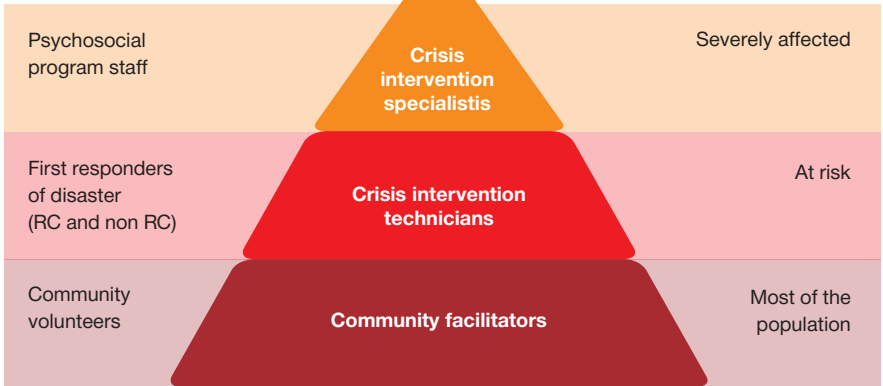 Psychosocial
program staff
Crisis
intervention
specialistis
Severely affected
First responders
of disaster
(RC and non RC)
Crisis intervention
technicians
At risk
Community
volunteers
Community facilitators
Most of the
population